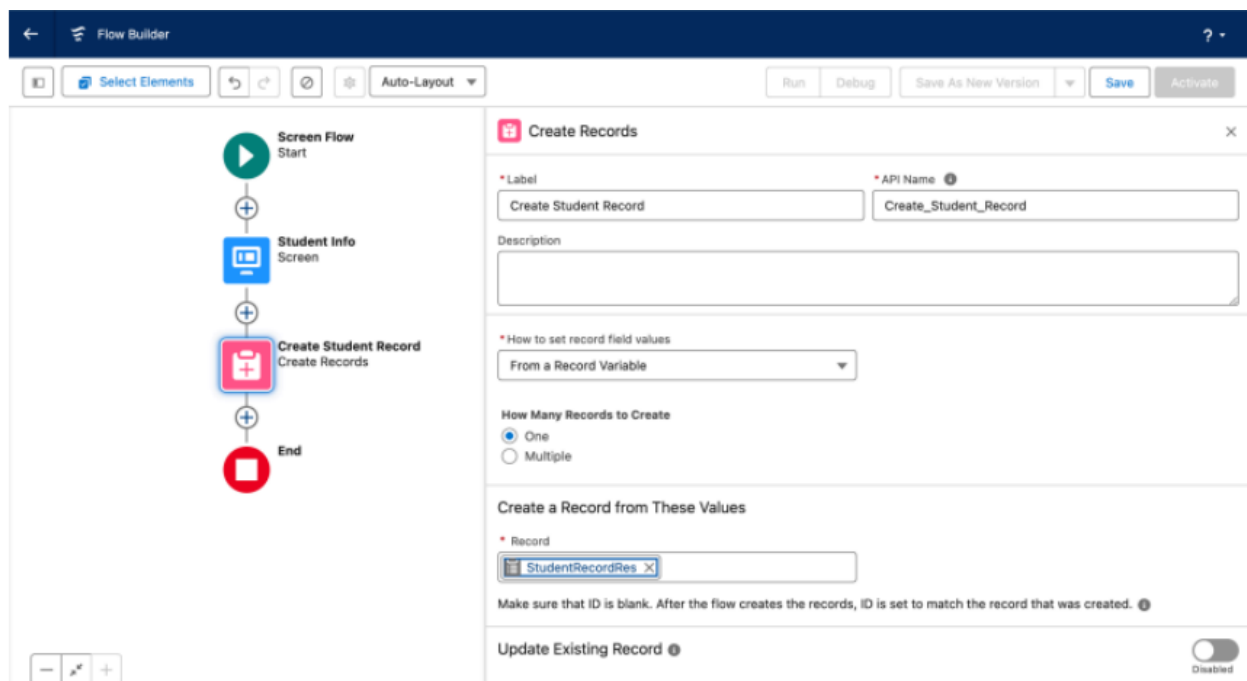 Flow Builder
? 
Select Elements
Auto-Layout
Run
Debug
Save As New Version
Save
Activate
Screen Flow
Start
Student Info
Screen
Create Student Record
Create Records
End
Create Records
* Label
* API Name
Create Student Record
Create_Student_Record
Description
* How to set record field values
From a Record Variable
How Many Records to Create
One
Multiple
Create a Record from These Values
* Record
StudentRecordRes
Make sure that ID is blank. After the flow creates the records, ID is set to match the record that was created.
Update Existing Record
Disabled